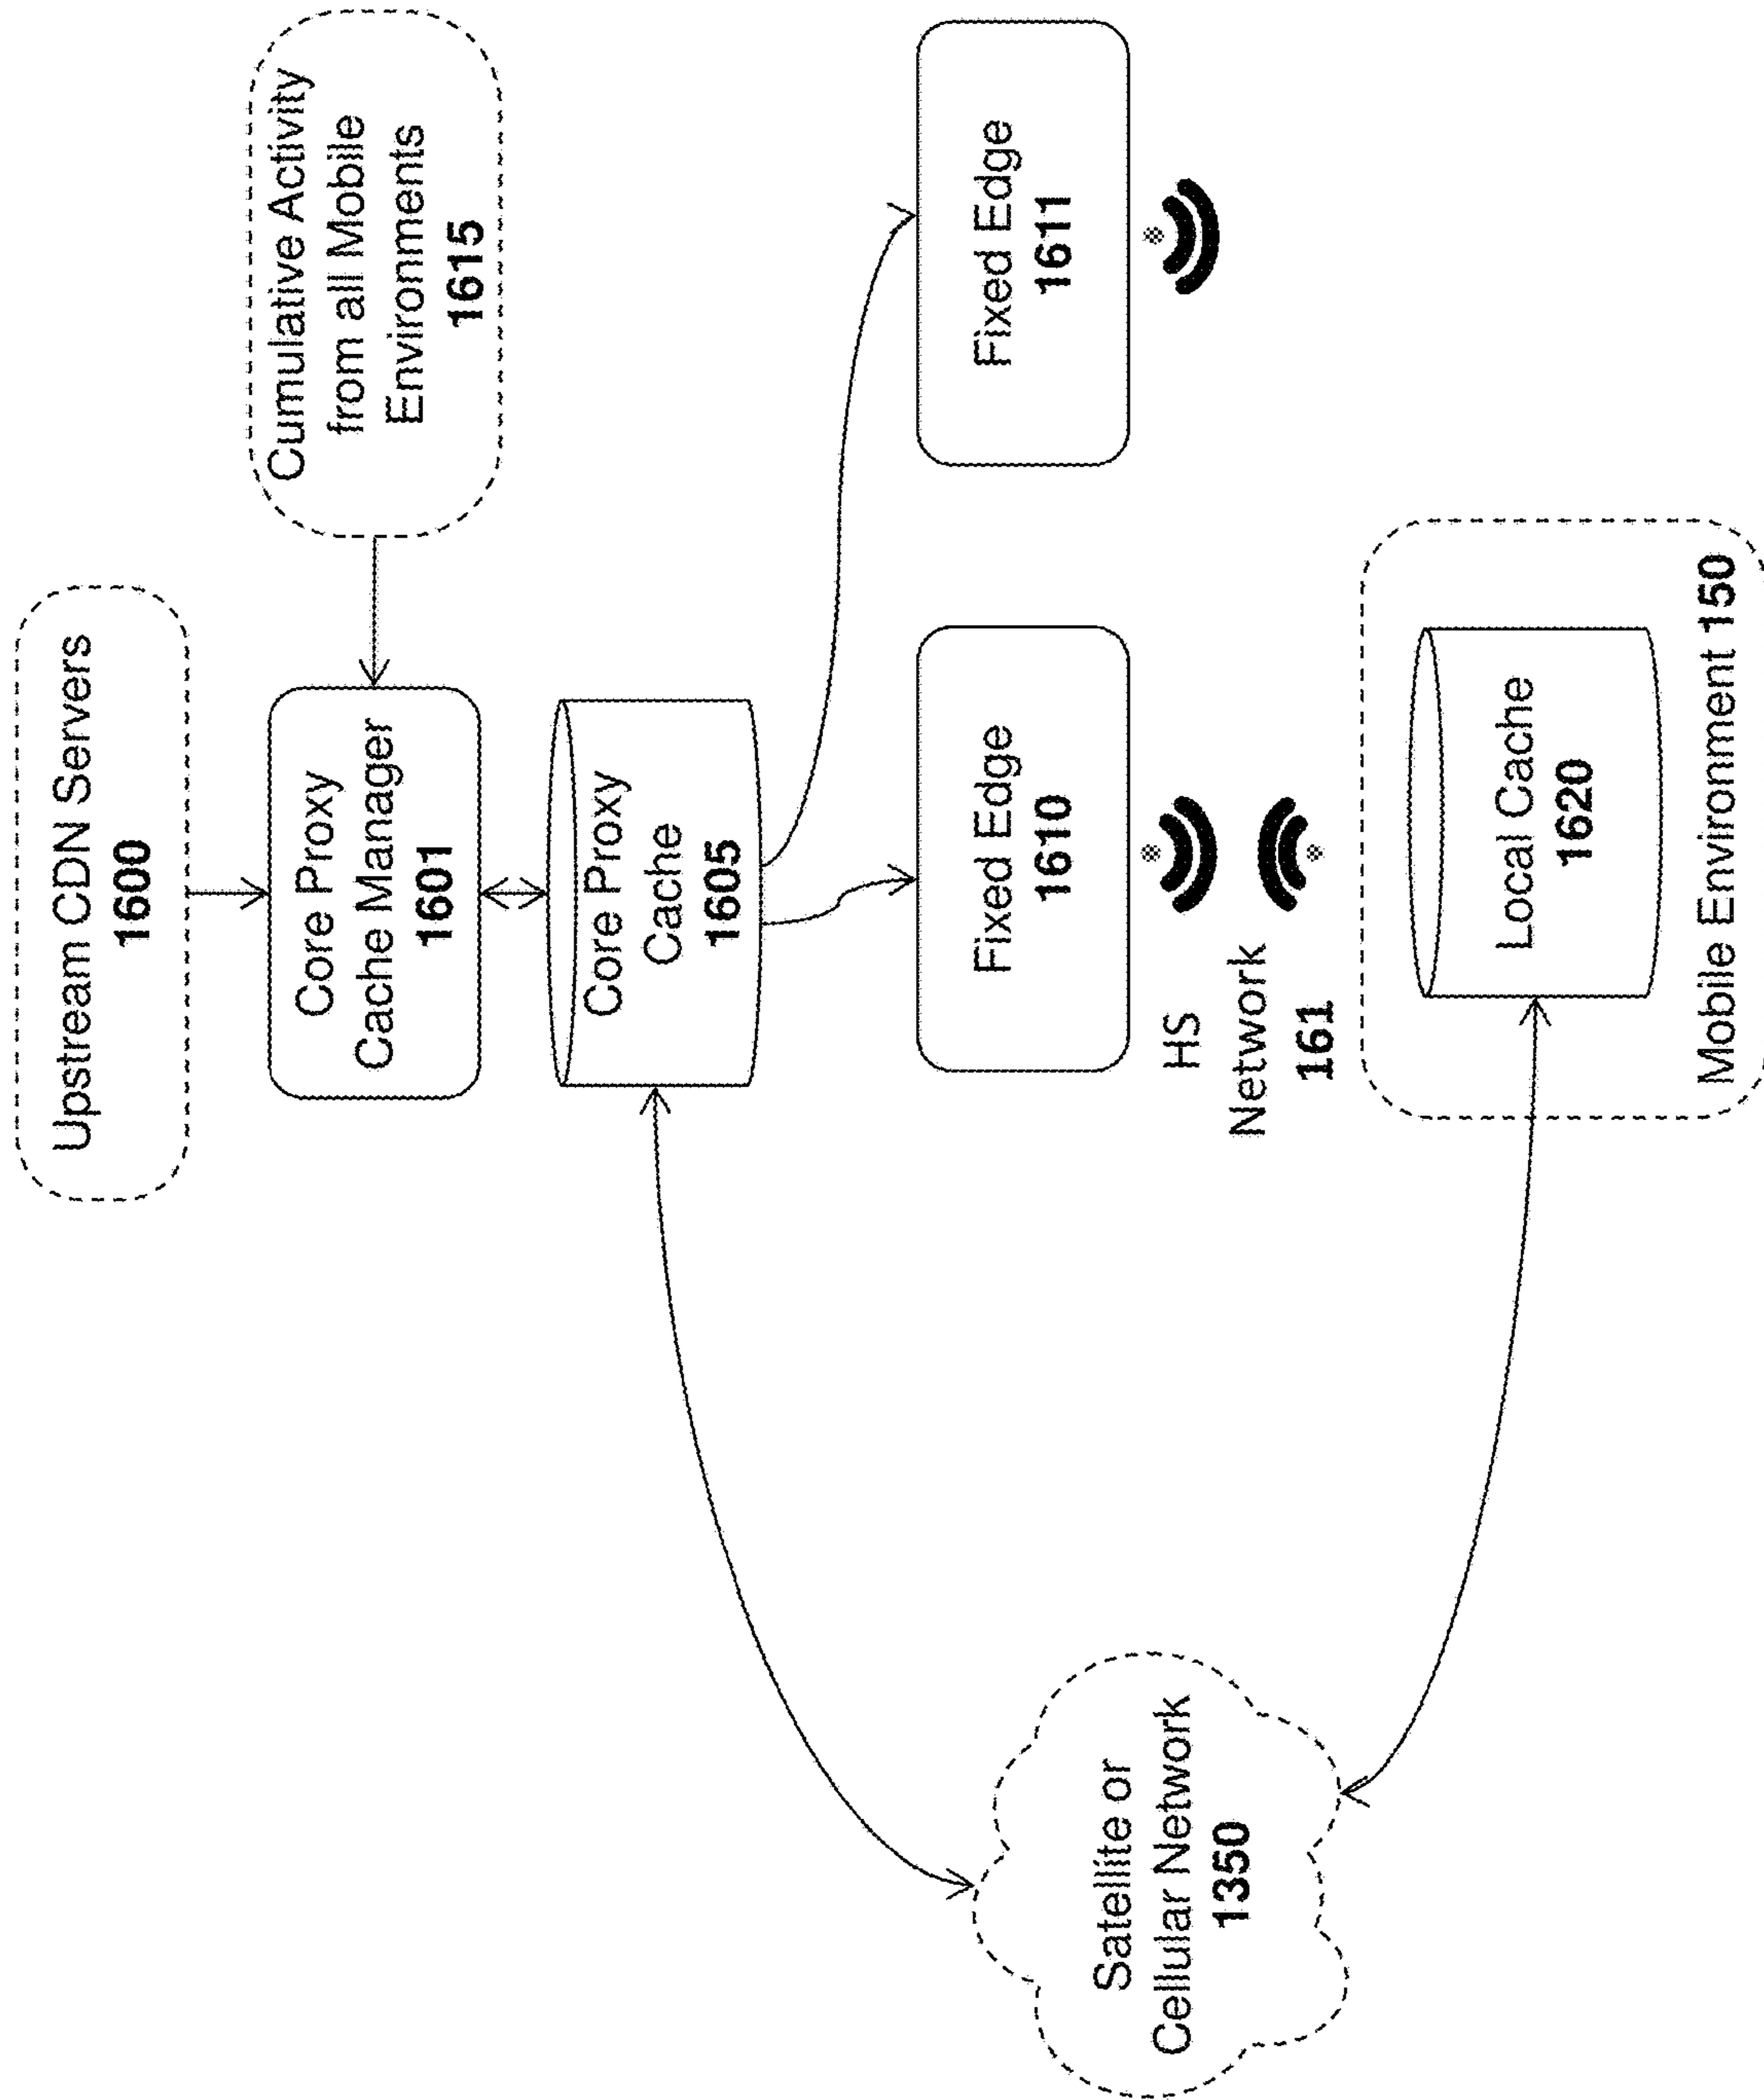 Upstream CDN Servers
1600
Cumulative Activity
from all Mobile
Environments
1615
Core Proxy
Cache Manager
1601
Core Proxy
Cache
1605
Fixed Edge
1610
Fixed Edge
1611
HS
Network
161
Satellite or
Cellular Network
1350
Local Cache
1620
Mobile Environment 150